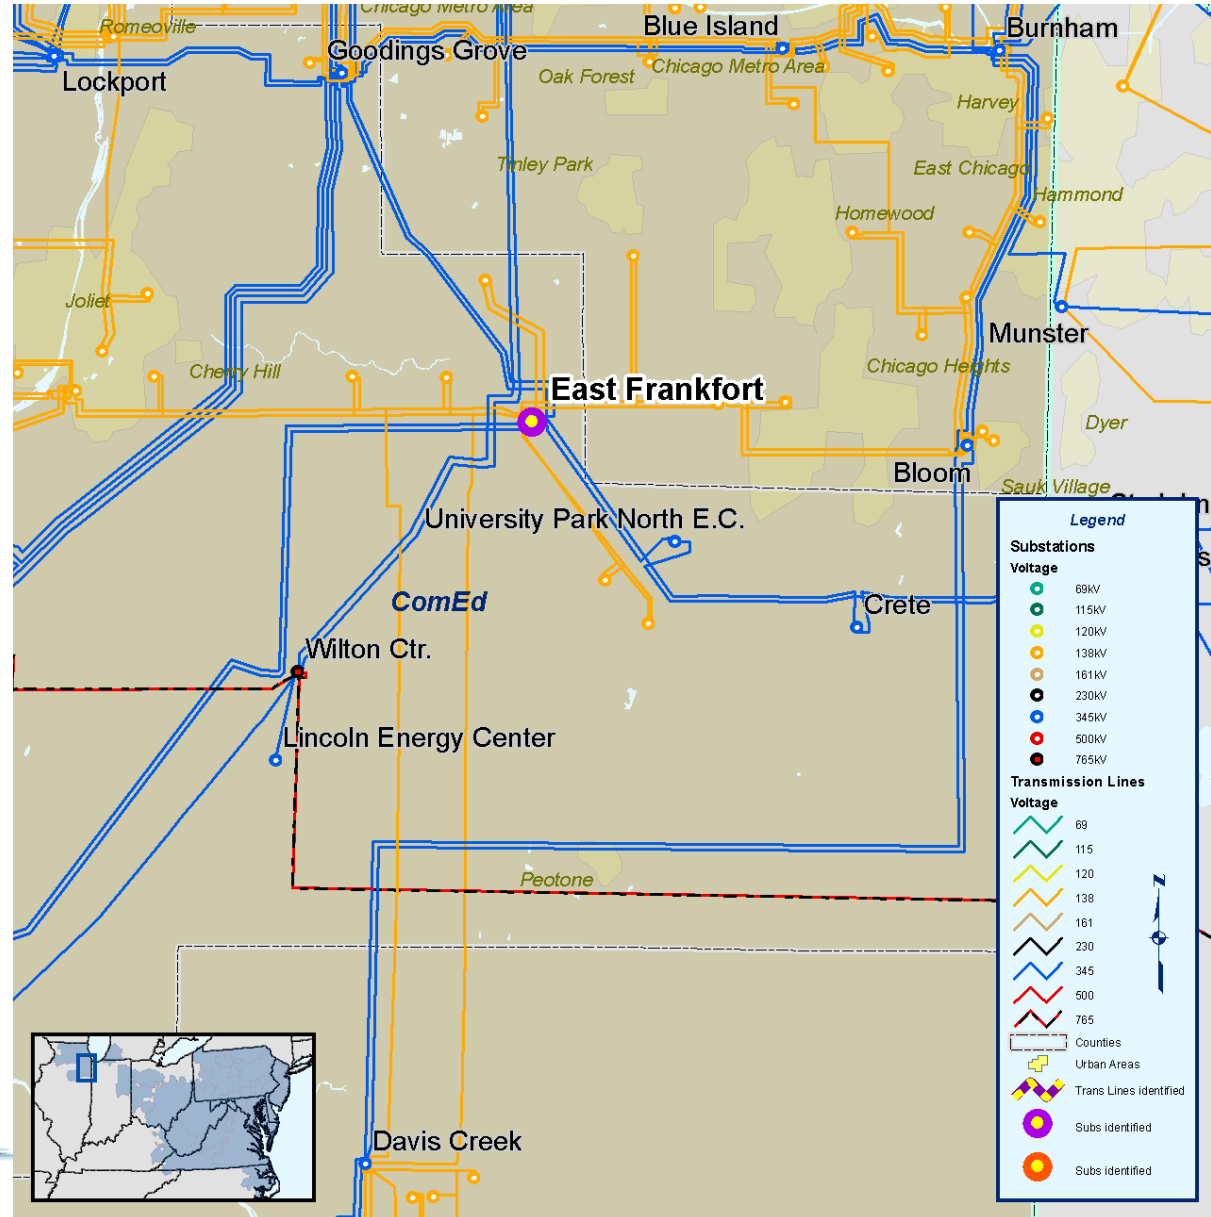 Chicago Metro Area
Romeoville
Blue Island
Burnham
Goodings Grove
Lockport
Oak Forest
Chicago Metro Area
Harvey
Tinley Park
East Chicago
Hammond
Homewood
Joliet
Munster
Cherry Hill
Chicago Heights
East Frankfort
Dyer
Bloom
Sauk Village
University Park North E.C.
ComEd
Crete
Wilton Ctr.
Lincoln Energy Center
Peotone
Davis Creek
Legend
Substations
Voltage
69kV
115kV
120kV
138kV
161kV
230kV
345kV
500kV
765kV
Transmission Lines
Voltage
69
115
120
138
161
230
345
500
765
N
Counties
Urban Areas
Trans Lines identified
Subs identified
Subs identified